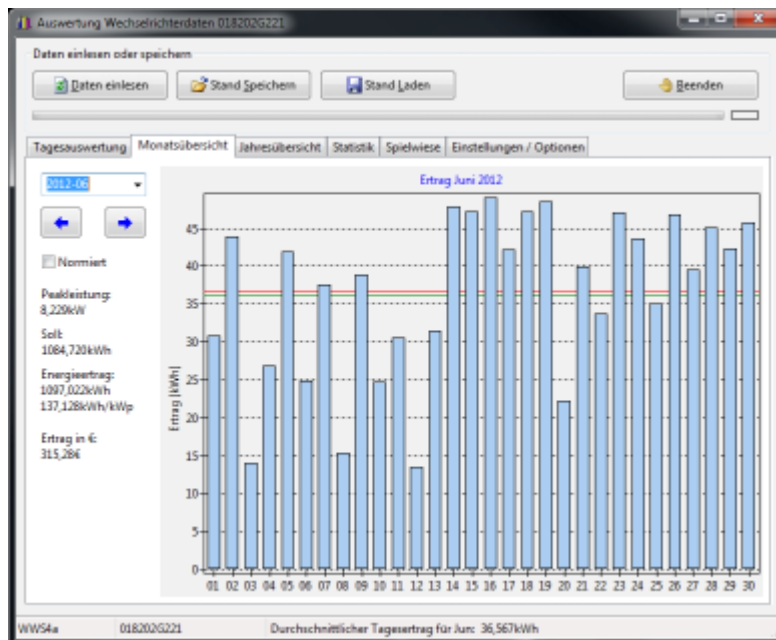 Auswertung Wechselrichterdaten 018202G221
Daten einlesen oder speichern
Daten einlesen
Stand Speichern
Stand Laden
Beenden
Tagesauswertung Monatsübersicht Jahresübersicht Statistik Spielwiese Einstellungen / Optionen
2012-06
Normiert
Peakleistung:
8,229kW
Soll:
1084,720kWh
Energieertrag:
1097,022kWh
137,128kWh/kWp
Ertrag in €:
315,28€
Ertrag Juni 2012
Ertrag [kWh]
45
40
35
30
25
20
15
10
5
0
01 02 03 04 05 06 07 08 09 10 11 12 13 14 15 16 17 18 19 20 21 22 23 24 25 26 27 28 29 30
WWS4a 018202G221 Durchschnittlicher Tagesertrag für Jun: 36,567kWh